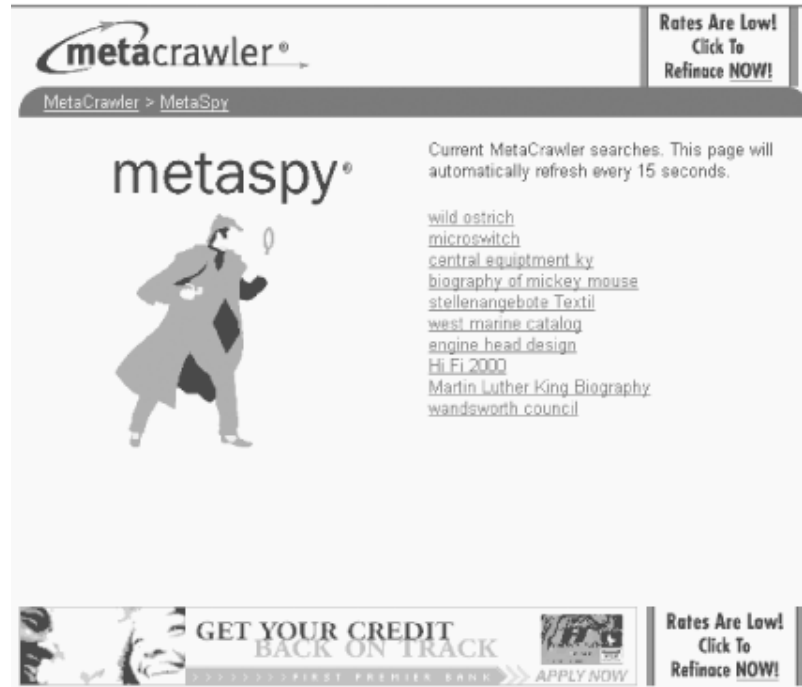 Rates Are Low!
Click To
Refinace NOW!
metacrawler®
MetaCrawler > MetaSpy
metaspy®
Current MetaCrawler searches. This page will
automatically refresh every 15 seconds.
wild ostrich
microswitch
central equiptment ky
biography of mickey mouse
stellenangebote Textil
west marine catalog
engine head design
Hi Fi 2000
Martin Luther King Biography
wandsworth council
GET YOUR CREDIT
BACK ON TRACK
FIRST PREMIER BANK
APPLY NOW
Rates Are Low!
Click To
Refinace NOW!